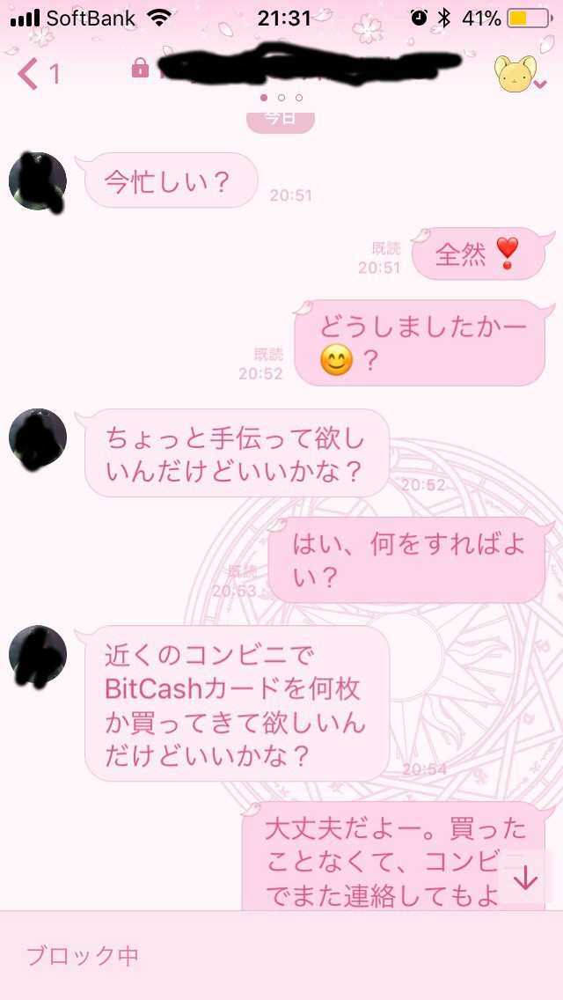 SoftBank 21:31 41%
1
今日
今忙しい？
20:51
既読
20:51
全然❣️
どうしましたかー
😊？
既読
20:52
ちょっと手伝って欲し
いんだけどいいかな？
20:52
はい、何をすればよ
い？
既読
20:53
近くのコンビニで
BitCashカードを何枚
か買ってきて欲しいん
だけどいいかな？
20:54
大丈夫だよー。買った
ことなくて、コンビニ
でまた連絡してもよ
ブロック中